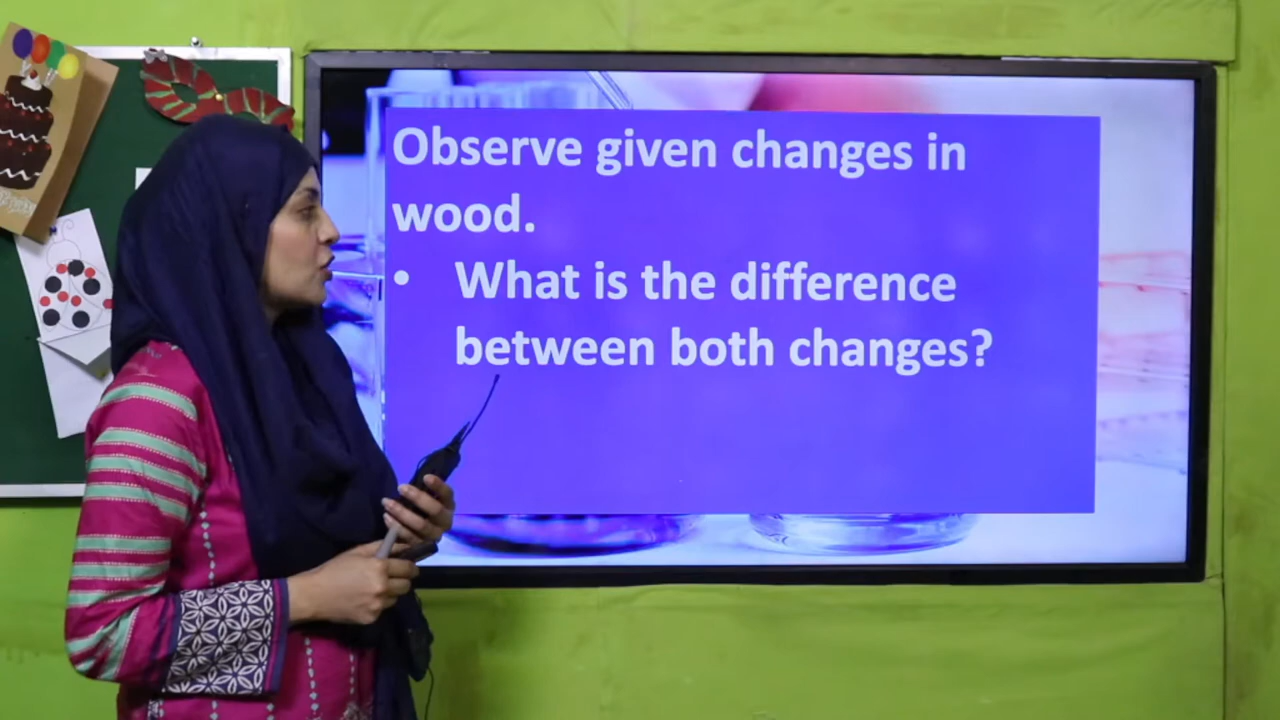 Observe given changes in
wood.
• What is the difference
between both changes?